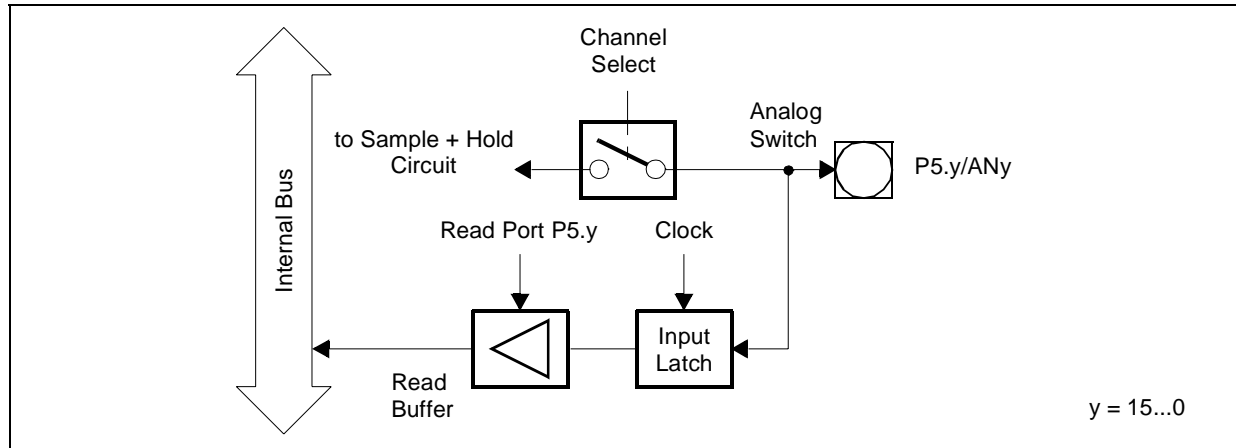 Channel
Select
Analog
Switch
to Sample + Hold
Circuit
P5.y/ANy
Internal Bus
Read Port P5.y
Clock
Input
Latch
Read
Buffer
y = 15...0